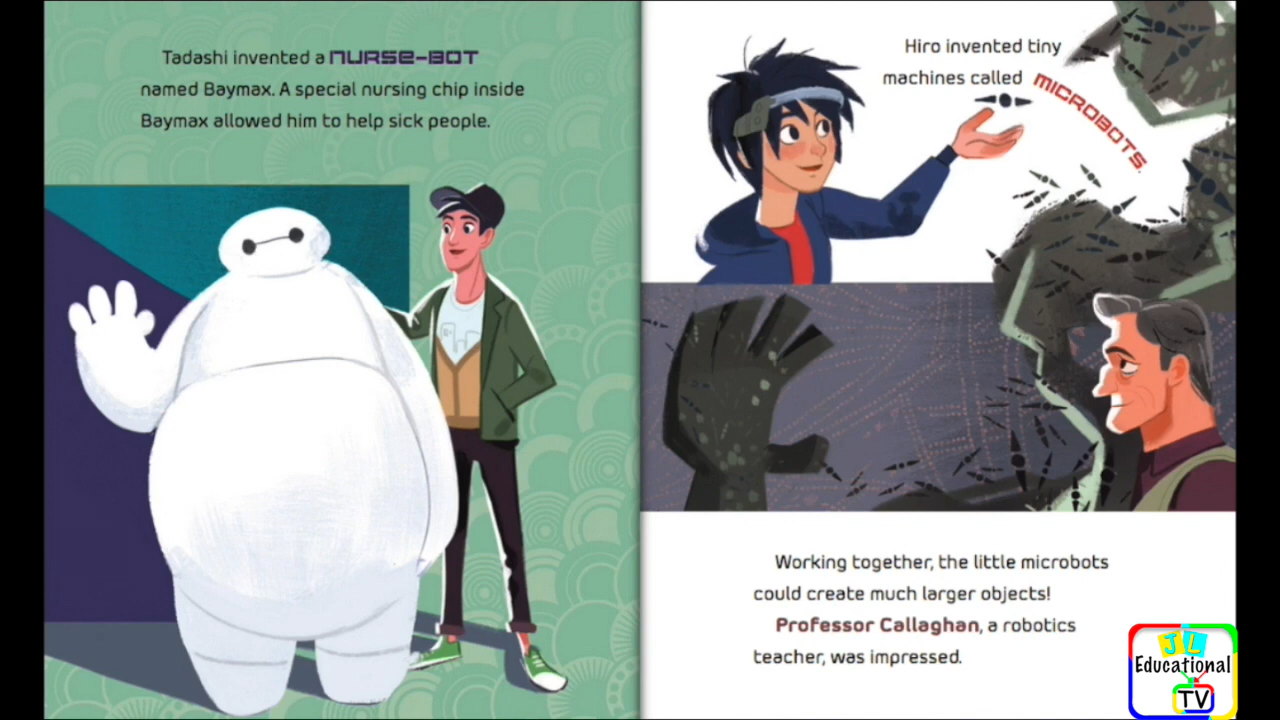 Tadashi invented a NURSE-BOT
named Baymax. A special nursing chip inside
Baymax allowed him to help sick people.
Hiro invented tiny
machines called MICROBOTS.
Working together, the little microbots
could create much larger objects!
Professor Callaghan, a robotics
teacher, was impressed.
JL
Educational
TV